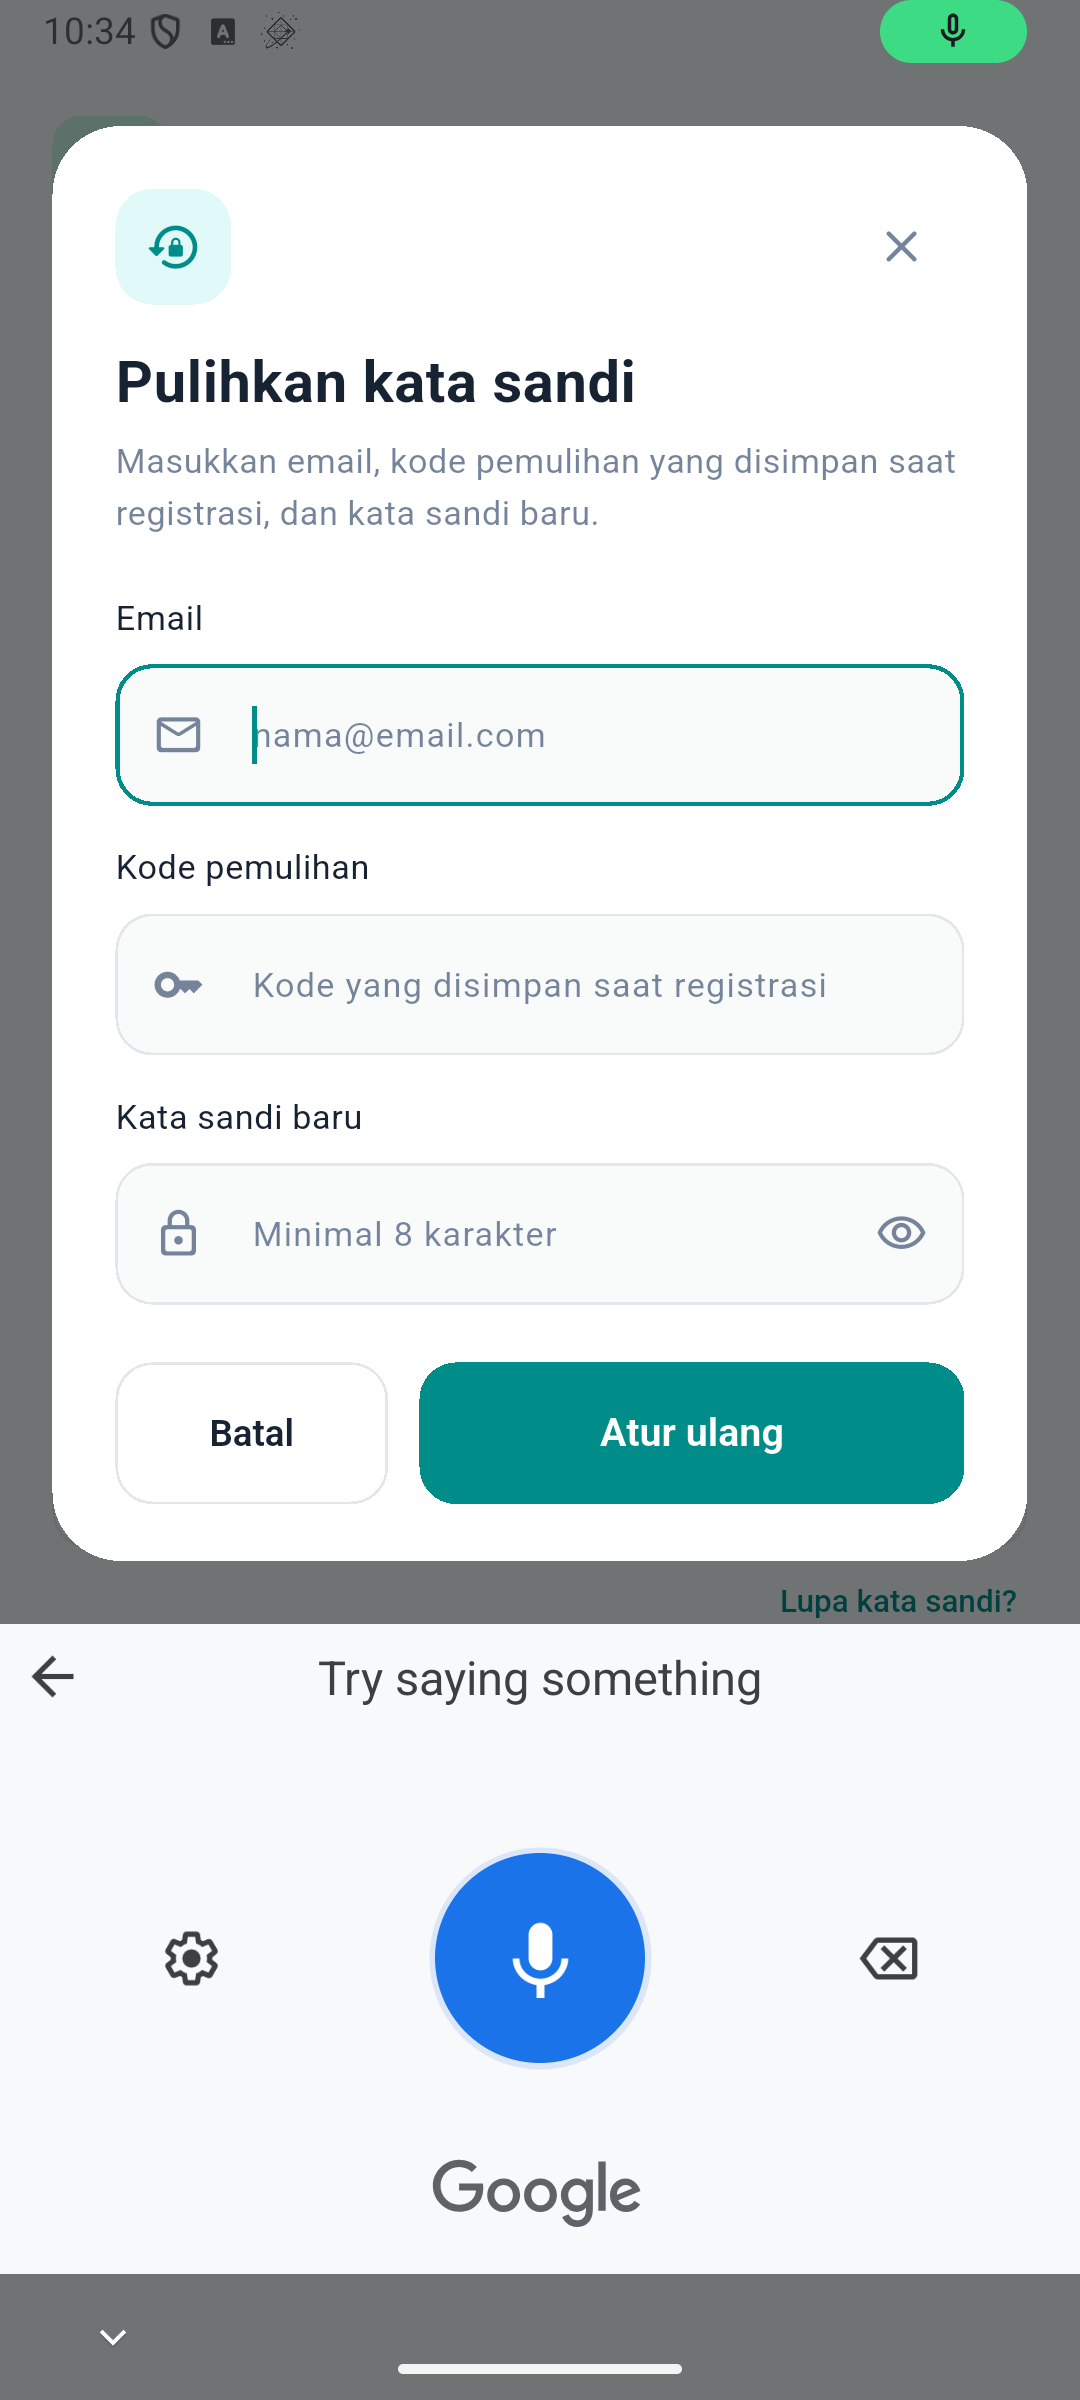 10:34
Pulihkan kata sandi
Masukkan email, kode pemulihan yang disimpan saat
registrasi, dan kata sandi baru.
Email
nama@email.com
Kode pemulihan
Kode yang disimpan saat registrasi
Kata sandi baru
Minimal 8 karakter
Batal
Atur ulang
Lupa kata sandi?
Try saying something
Google